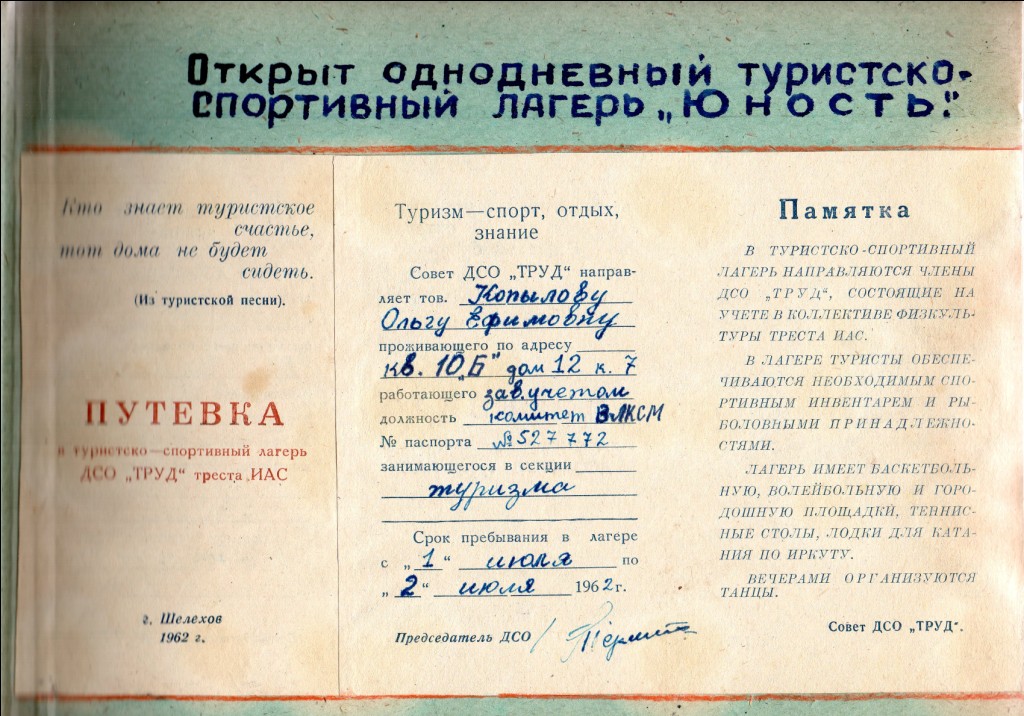 Открыт однодневный туристско-
спортивный лагерь „Юность."
Кто знает туристское
счастье,
тот дома не будет
сидеть.
(Из туристской песни).
ПУТЕВКА
в туристско-спортивный лагерь
ДСО „ТРУД" треста ИАС
г. Шелехов
1962 г.
Туризм—спорт, отдых,
знание
Совет ДСО „ТРУД" направ-
ляет тов. Копылову
Ольгу Ефимовну
проживающего по адресу
кв. 10 „Б" дом 12 к. 7
работающего зав. учетом
должность комитет ВЛКСМ
№ паспорта №527772
занимающегося в секции
туризма
Срок пребывания в лагере
с „1" июля по
„2" июля 1962 г.
Председатель ДСО
Памятка
В ТУРИСТСКО-СПОРТИВНЫЙ
ЛАГЕРЬ НАПРАВЛЯЮТСЯ ЧЛЕНЫ
ДСО „ТРУД", СОСТОЯЩИЕ НА
УЧЕТЕ В КОЛЛЕКТИВЕ ФИЗКУЛЬ-
ТУРЫ ТРЕСТА ИАС.
В ЛАГЕРЕ ТУРИСТЫ ОБЕСПЕ-
ЧИВАЮТСЯ НЕОБХОДИМЫМ СПО-
РТИВНЫМ ИНВЕНТАРЕМ И РЫ-
БОЛОВНЫМИ ПРИНАДЛЕЖНО-
СТЯМИ.
ЛАГЕРЬ ИМЕЕТ БАСКЕТБОЛЬ-
НУЮ, ВОЛЕЙБОЛЬНУЮ И ГОРО-
ДОШНУЮ ПЛОЩАДКИ, ТЕННИС-
НЫЕ СТОЛЫ, ЛОДКИ ДЛЯ КАТА-
НИЯ ПО ИРКУТУ.
ВЕЧЕРАМИ ОРГАНИЗУЮТСЯ
ТАНЦЫ.
Совет ДСО „ТРУД".